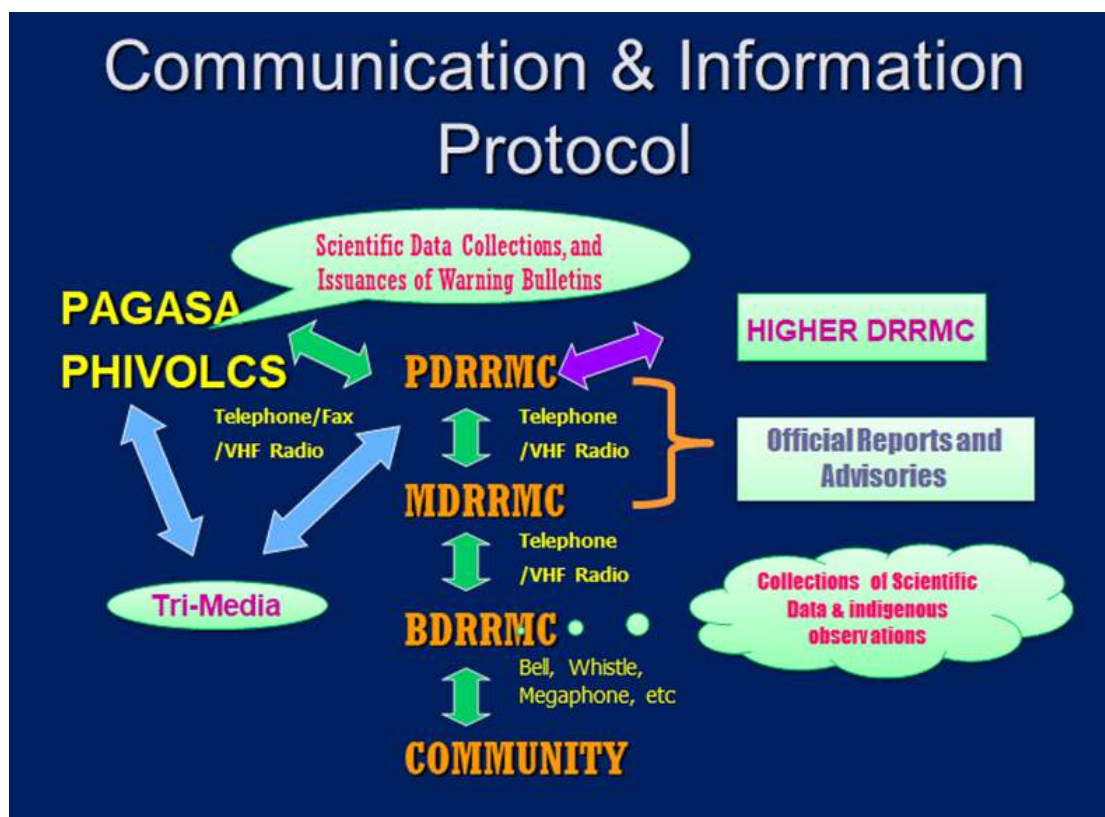 Communication & Information
Protocol
Scientific Data Collections, and
Issuances of Warning Bulletins
PAGASA
PHIVOLCS
Telephone/Fax
/VHF Radio
PDRRMC
HIGHER DRRMC
Telephone
/VHF Radio
Official Reports and
Advisories
MDRRMC
Telephone
/VHF Radio
Tri-Media
BDRRMC
Collections of Scientific
Data & indigenous
observations
Bell, Whistle,
Megaphone, etc
COMMUNITY